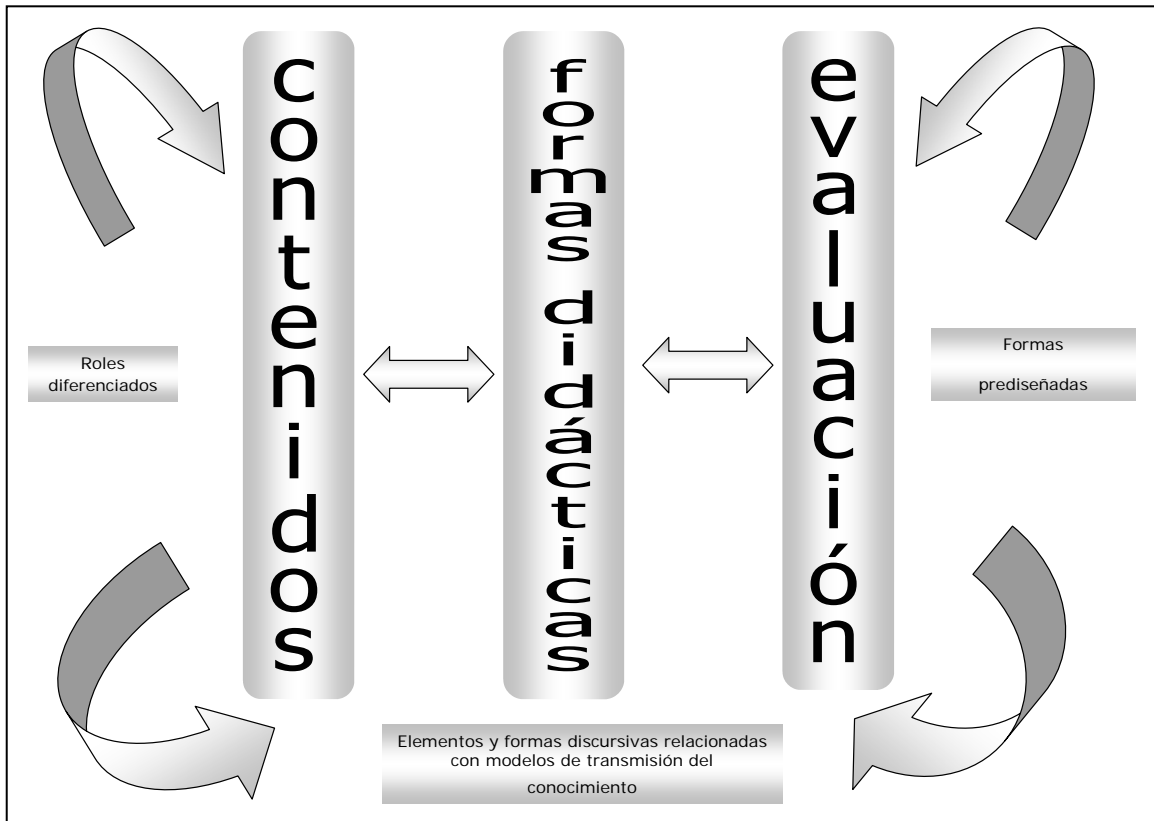 contenidos
formas didácticas
evaluación
Roles
diferenciados
Formas
prediseñadas
Elementos y formas discursivas relacionadas
con modelos de transmisión del
conocimiento